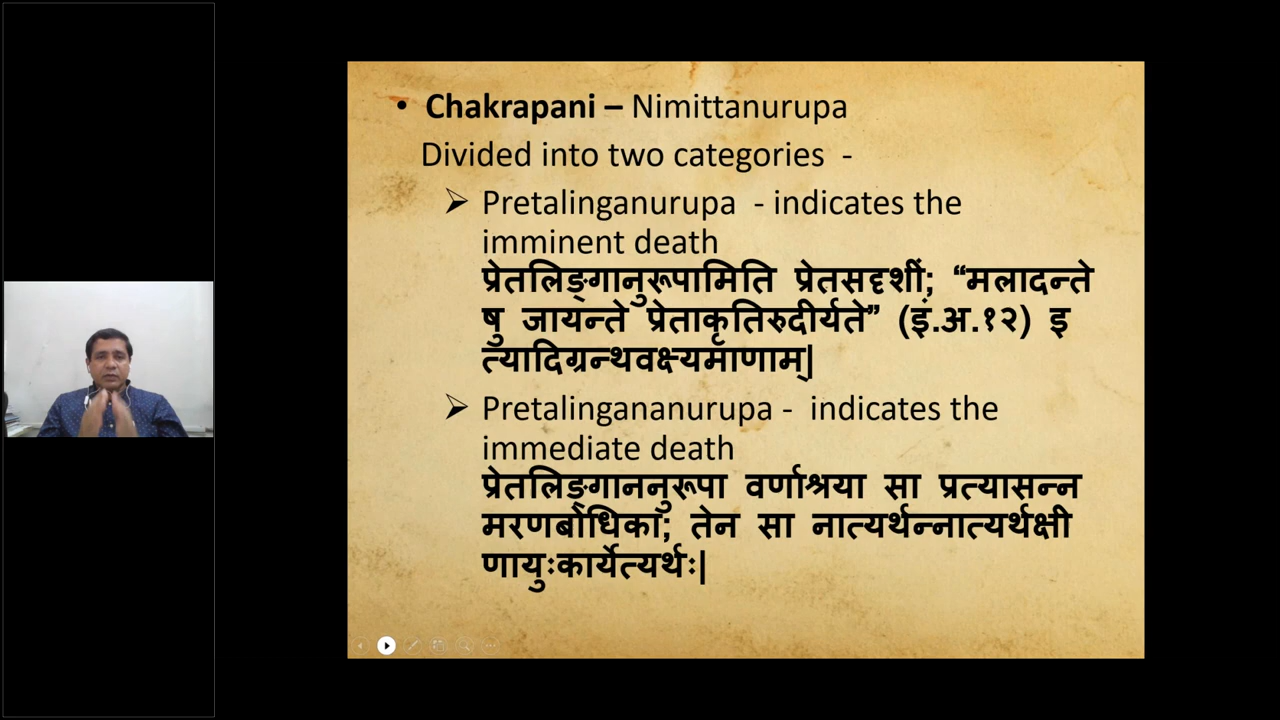 • Chakrapani – Nimittanurupa
Divided into two categories -
➢ Pretalinganurupa - indicates the
imminent death
प्रेतलिङ्गानुरूपामिति प्रेतसदृशीं; “मलादन्ते
षु जायन्ते प्रेताकृतिरुदीर्यते” (इं.अ.१२) इ
त्यादिग्रन्थवक्ष्यमाणाम्|
➢ Pretalingananurupa - indicates the
immediate death
प्रेतलिङ्गाननुरूपा वर्णाश्रया सा प्रत्यासन्न
मरणबोधिका; तेन सा नात्यर्थन्नात्यर्थक्षी
णायुःकार्येत्यर्थः|